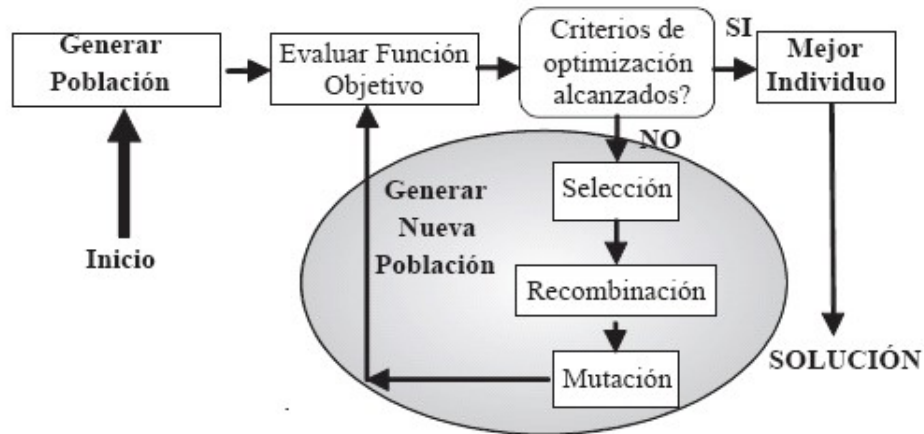 Generar
Población
Evaluar Función
Objetivo
Criterios de
optimización
alcanzados?
SI
Mejor
Individuo
NO
Generar
Nueva
Población
Selección
Recombinación
Mutación
Inicio
SOLUCIÓN